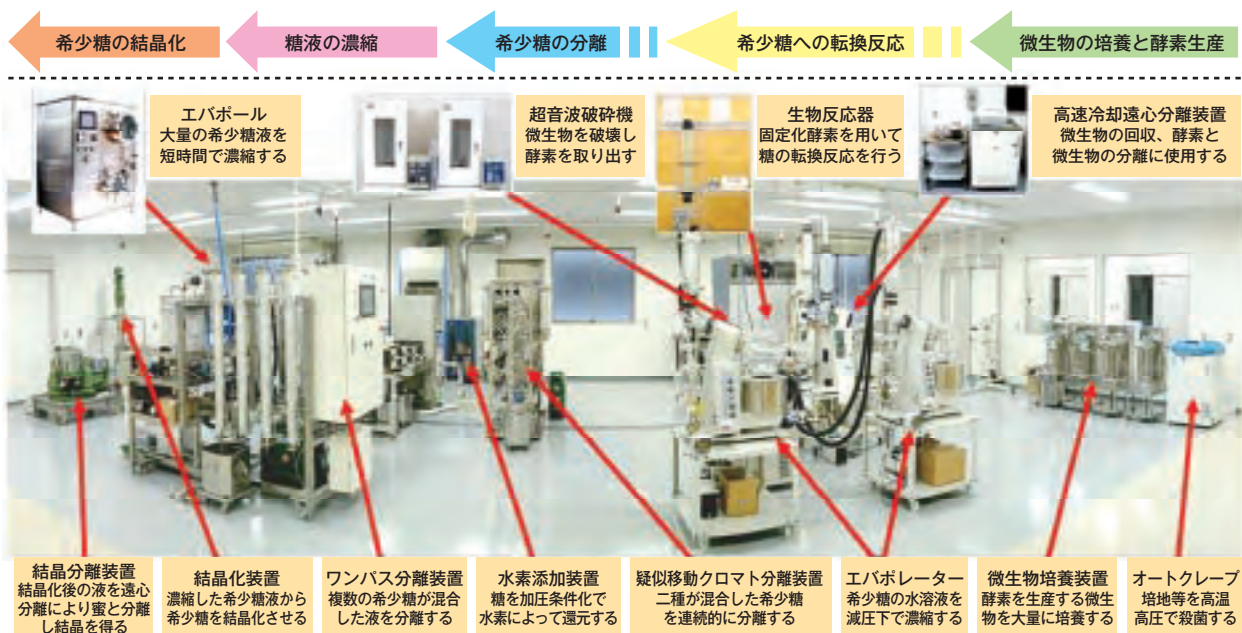 希少糖の結晶化
糖液の濃縮
希少糖の分離
希少糖への転換反応
微生物の培養と酵素生産
エバポール
大量の希少糖液を
短時間で濃縮する
超音波破砕機
微生物を破壊し
酵素を取り出す
生物反応器
固定化酵素を用いて
糖の転換反応を行う
高速冷却遠心分離装置
微生物の回収、酵素と
微生物の分離に使用する
結晶分離装置
結晶化後の液を遠心
分離により蜜と分離
し結晶を得る
結晶化装置
濃縮した希少糖液から
希少糖を結晶化させる
ワンパス分離装置
複数の希少糖が混合
した液を分離する
水素添加装置
糖を加圧条件化で
水素によって還元する
疑似移動クロマト分離装置
二種が混合した希少糖
を連続的に分離する
エバポレーター
希少糖の水溶液を
減圧下で濃縮する
微生物培養装置
酵素を生産する微生
物を大量に培養する
オートクレーブ
培地等を高温
高圧で殺菌する